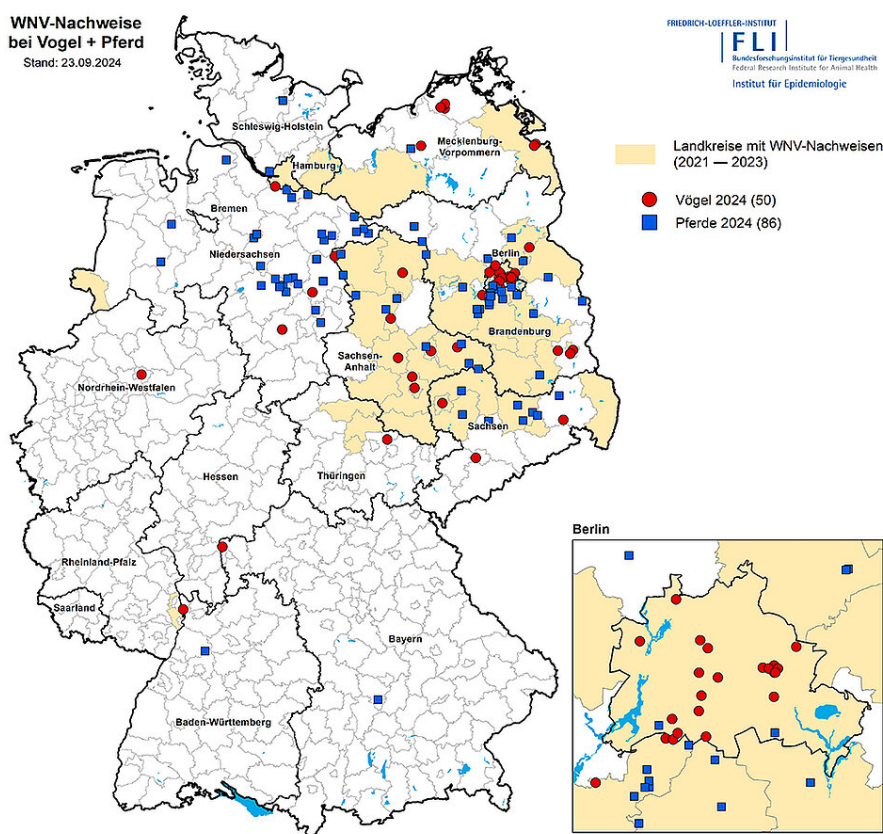 WNV-Nachweise
bei Vogel + Pferd
Stand: 23.09.2024
FRIEDRICH-LOEFFLER-INSTITUT
FLI
Bundesforschungsinstitut für Tiergesundheit
Federal Research Institute for Animal Health
Institut für Epidemiologie
Landkreise mit WNV-Nachweisen
(2021 — 2023)
Vögel 2024 (50)
Pferde 2024 (86)
Schleswig-Holstein
Mecklenburg-
Vorpommern
Hamburg
Bremen
Niedersachsen
Berlin
Brandenburg
Sachsen-
Anhalt
Nordrhein-Westfalen
Sachsen
Hessen
Thüringen
Rheinland-Pfalz
Saarland
Bayern
Baden-Württemberg
Berlin